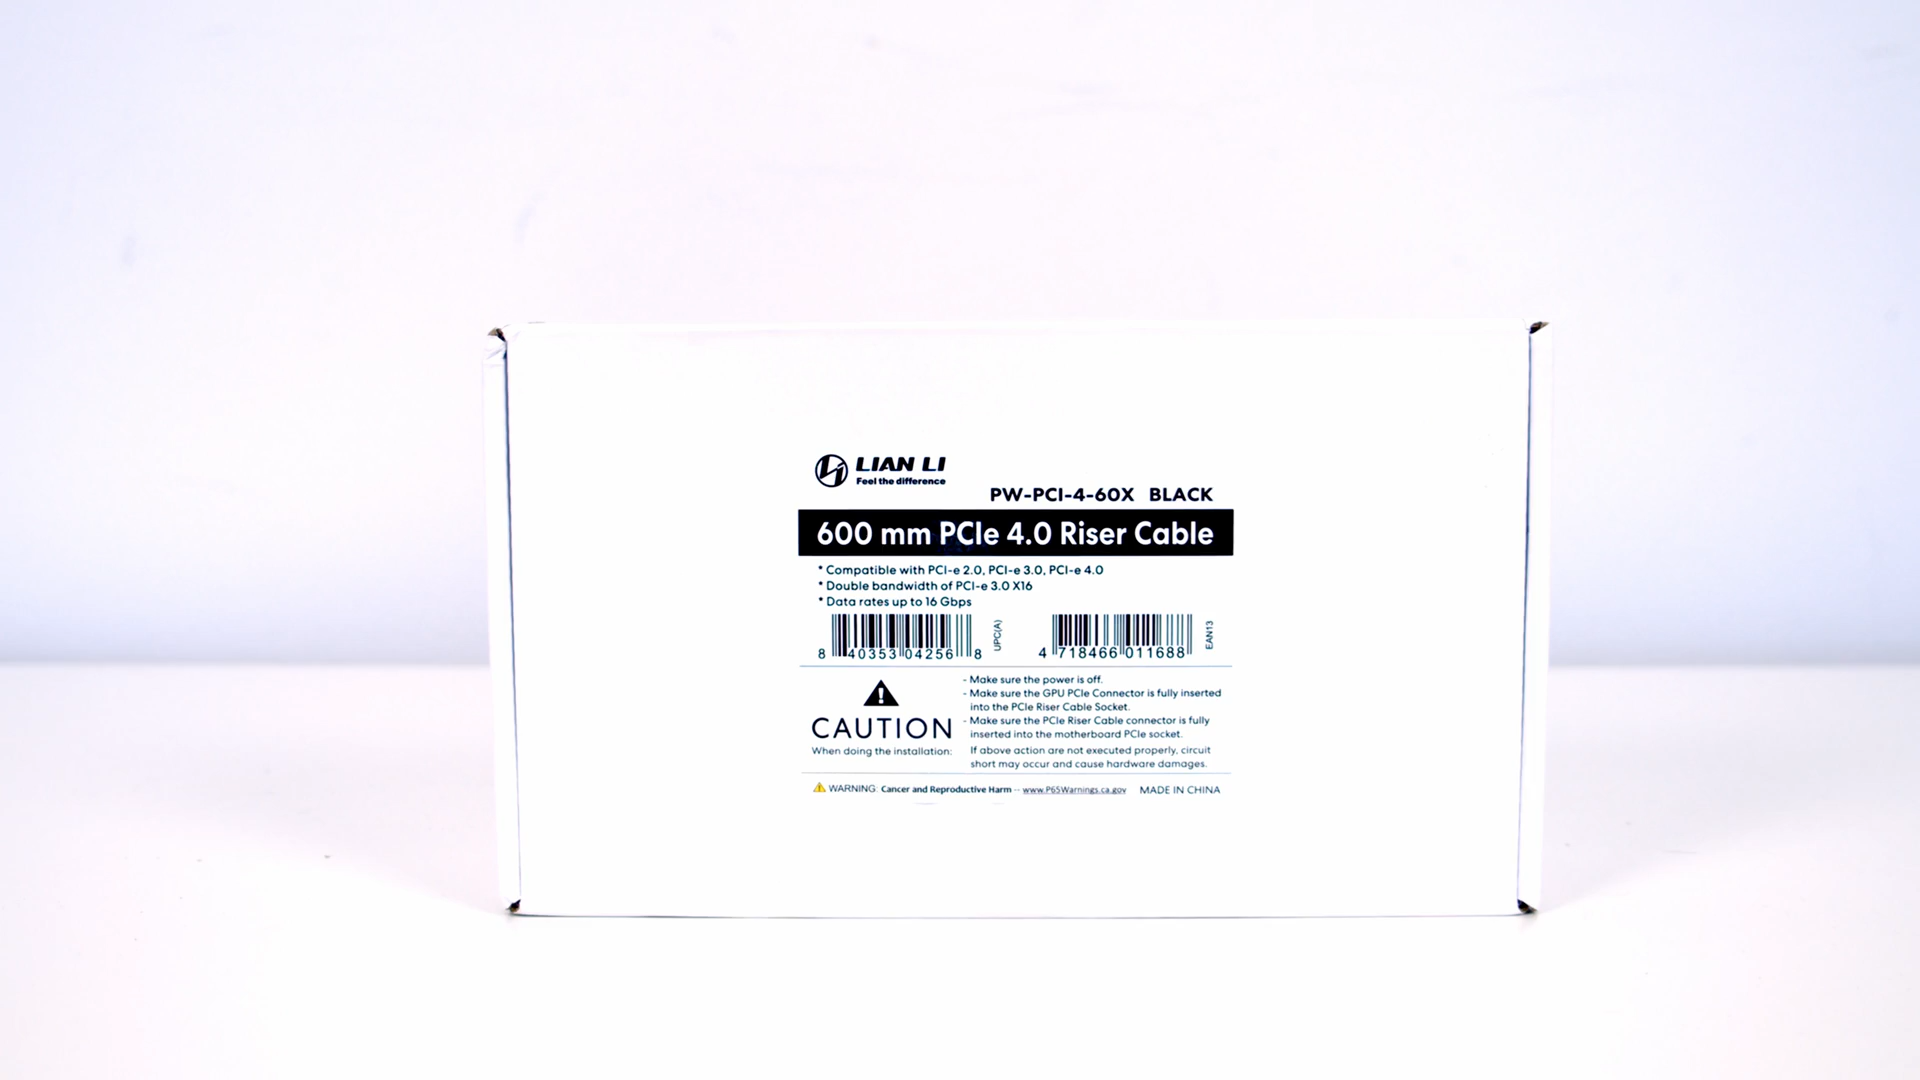 LIAN LI
Feel the difference
PW-PCI-4-60X BLACK
600 mm PCIe 4.0 Riser Cable
* Compatible with PCI-e 2.0, PCI-e 3.0, PCI-e 4.0
* Double bandwidth of PCI-e 3.0 X16
* Data rates up to 16 Gbps
8 40353 04256 8
UPC(A)
4 718466 011688
EAN13
CAUTION
When doing the installation:
- Make sure the power is off.
- Make sure the GPU PCIe Connector is fully inserted
into the PCIe Riser Cable Socket.
- Make sure the PCIe Riser Cable connector is fully
inserted into the motherboard PCIe socket.
If above action are not executed properly, circuit
short may occur and cause hardware damages.
WARNING: Cancer and Reproductive Harm -- www.P65Warnings.ca.gov MADE IN CHINA